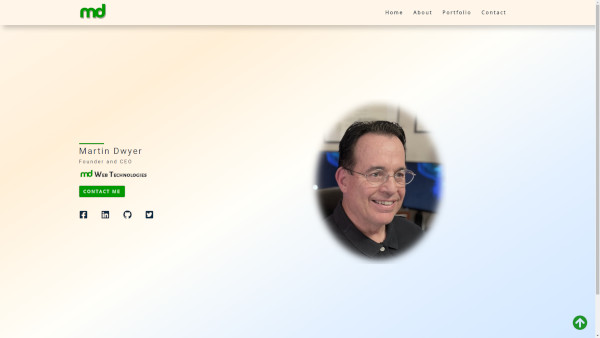 md
Home About Portfolio Contact
Martin Dwyer
Founder and CEO
md Web Technologies
CONTACT ME